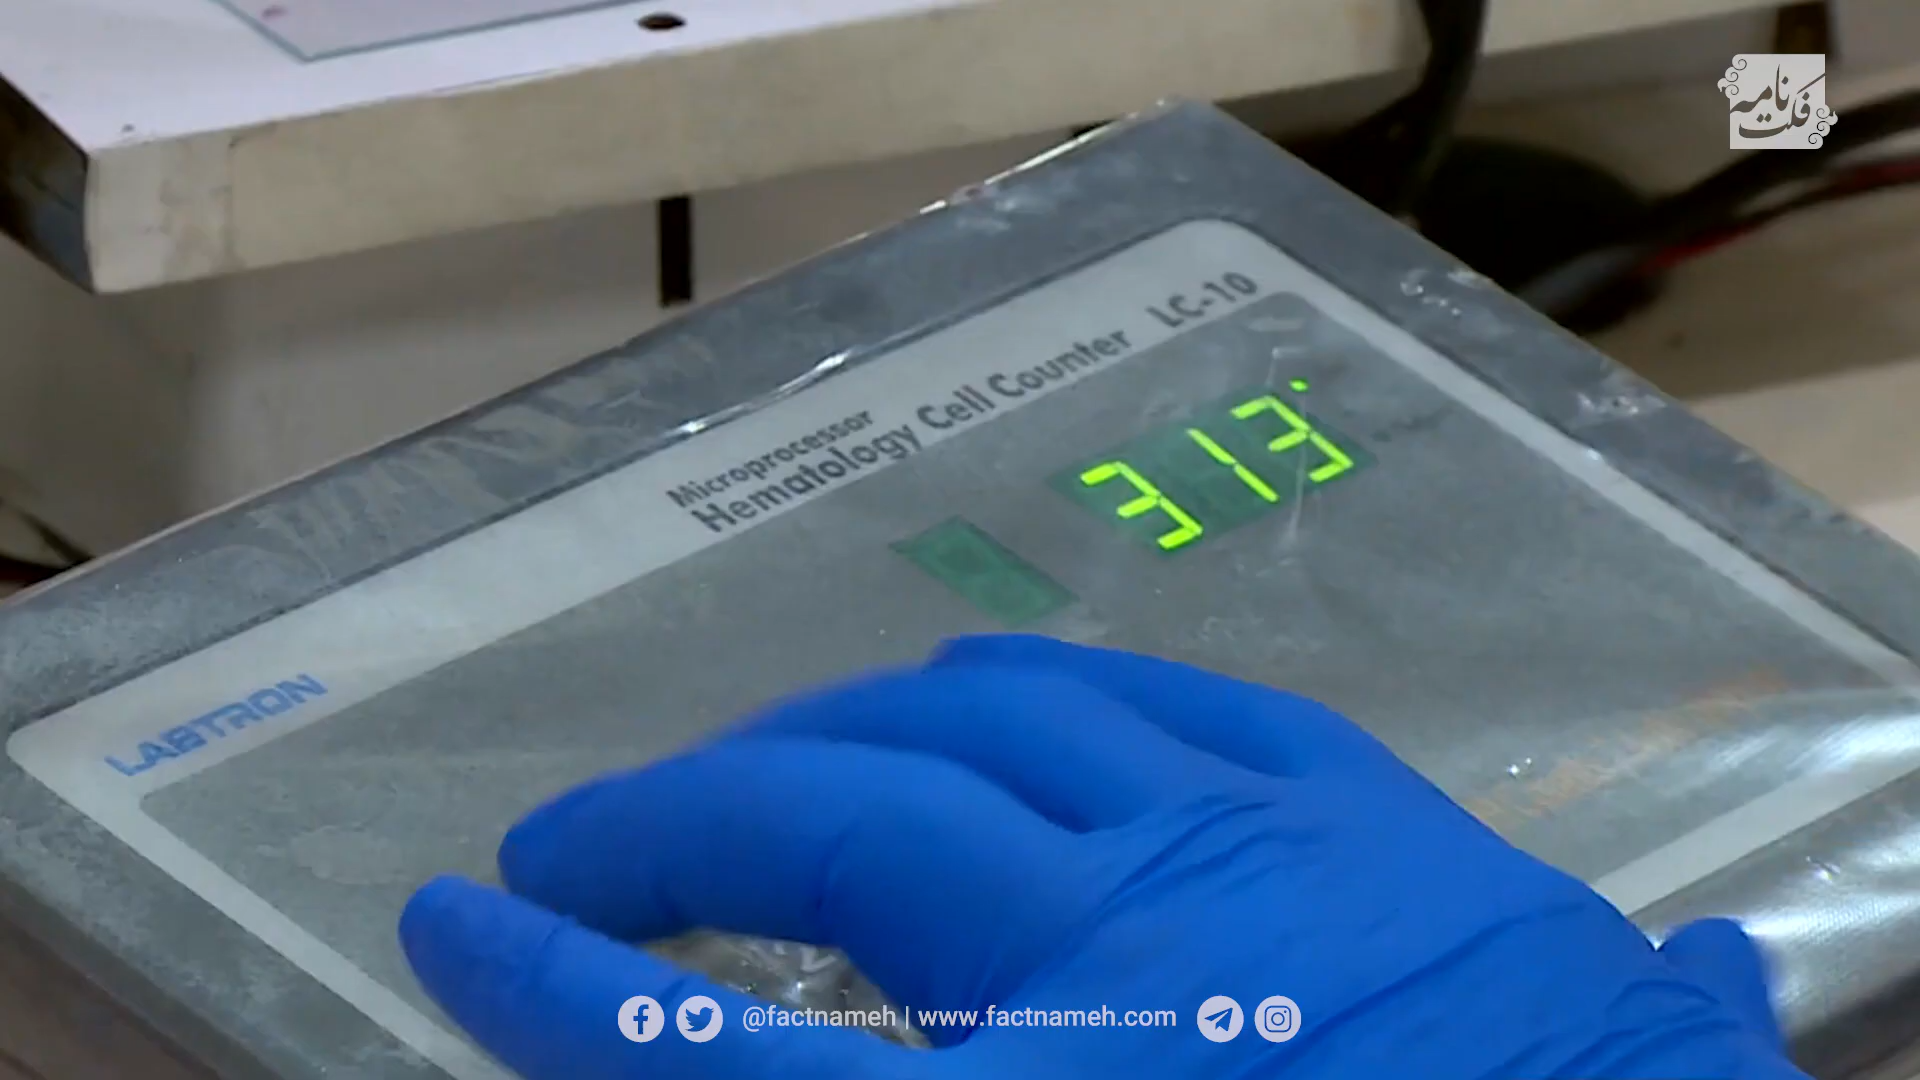 فکت نامه
Microprocessor
Hematology Cell Counter LC-10
313
LABTRON
@factnameh | www.factnameh.com